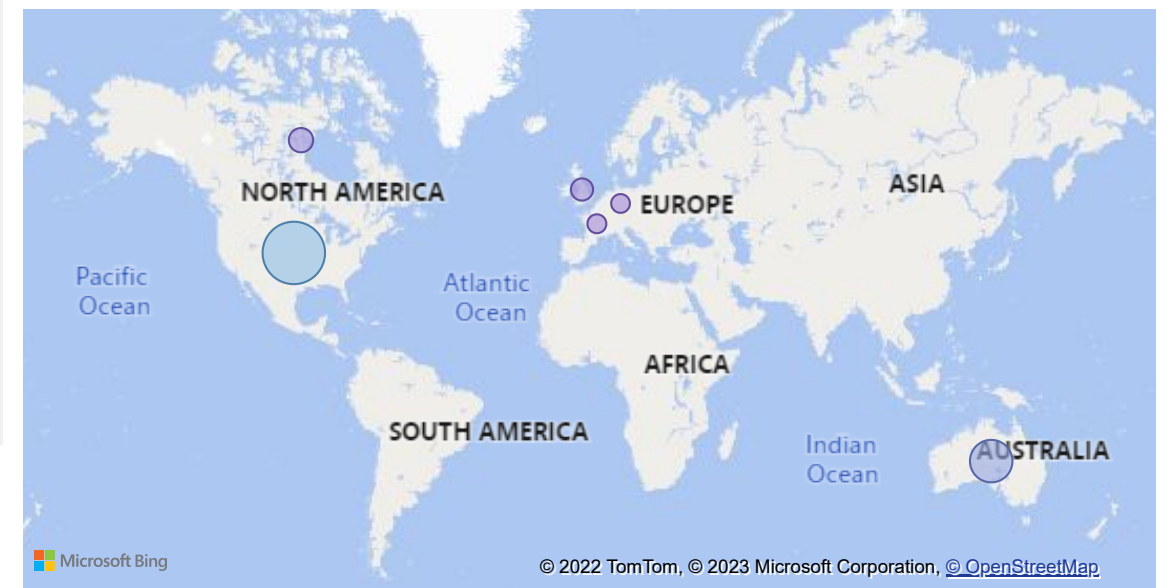 NORTH AMERICA
EUROPE
ASIA
Pacific
Ocean
Atlantic
Ocean
AFRICA
SOUTH AMERICA
Indian
Ocean
AUSTRALIA
Microsoft Bing
© 2022 TomTom, © 2023 Microsoft Corporation, © OpenStreetMap